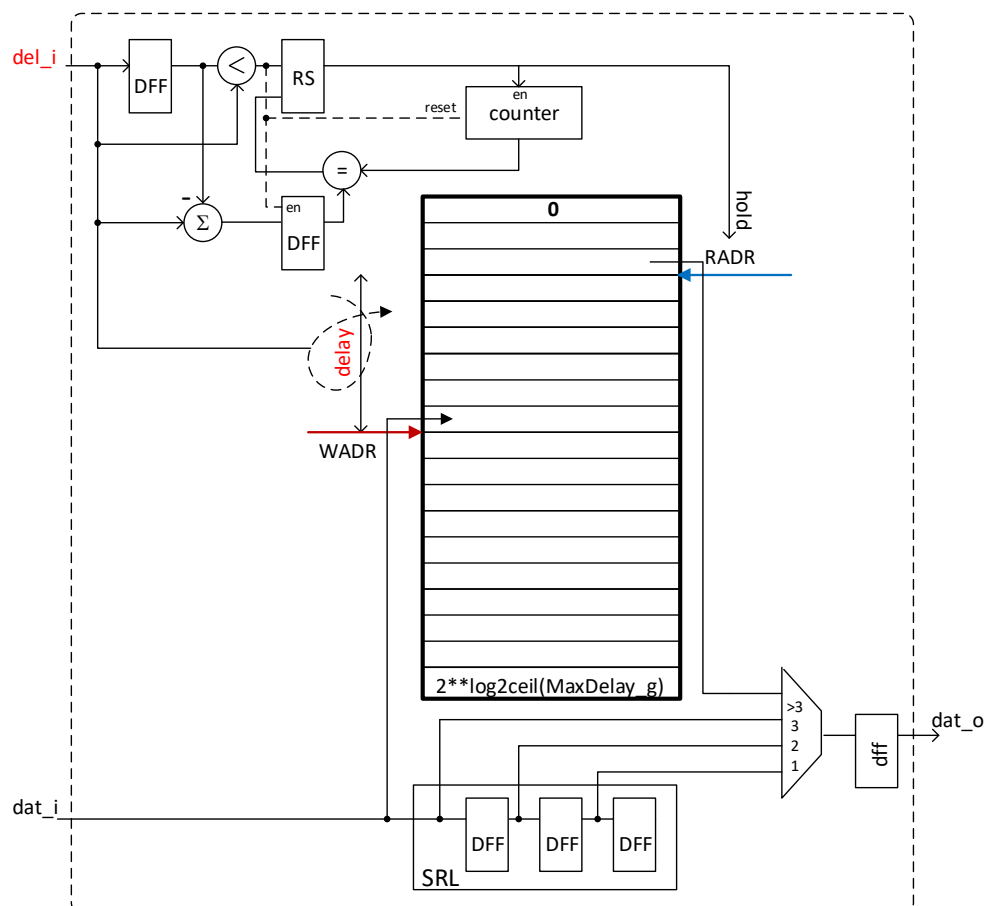 del_i
DFF
<
RS
en
counter
reset
=
-
Σ
en
DFF
0
hold
RADR
delay
WADR
2**log2ceil(MaxDelay_g)
>3
3
2
1
dff
dat_o
dat_i
DFF
DFF
DFF
SRL